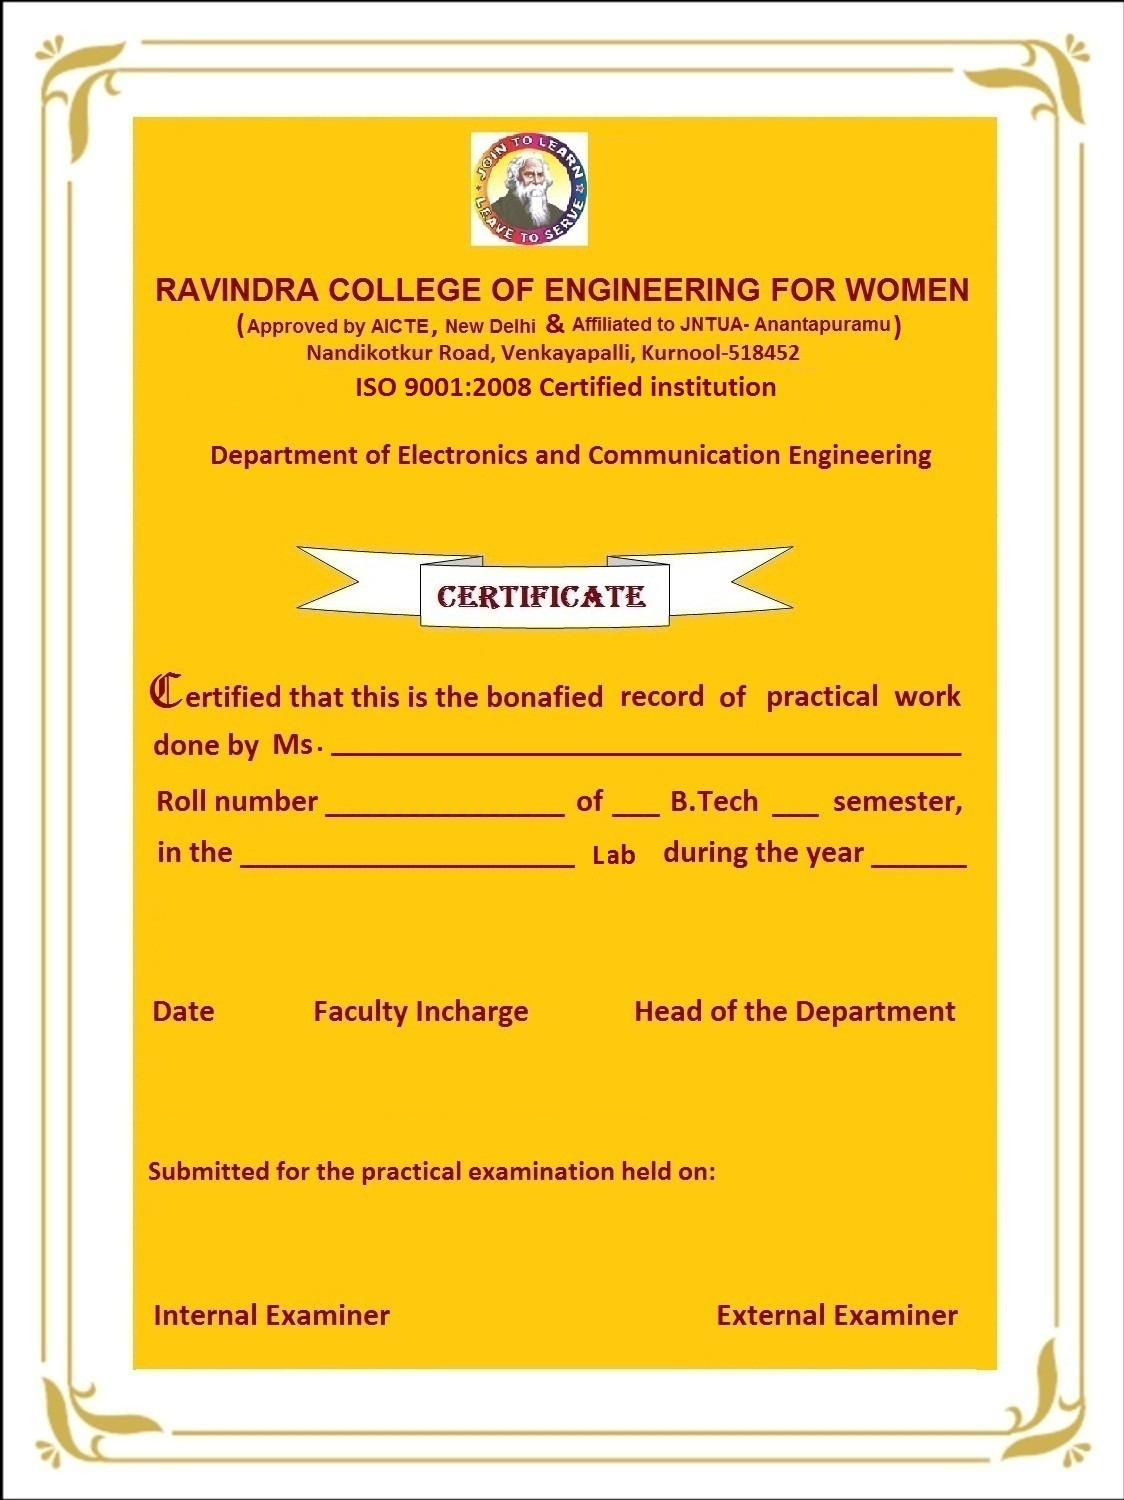 JOIN TO LEARN
LEAVE TO SERVE
RAVINDRA COLLEGE OF ENGINEERING FOR WOMEN
(Approved by AICTE, New Delhi & Affiliated to JNTUA- Anantapuramu)
Nandikotkur Road, Venkayapalli, Kurnool-518452
ISO 9001:2008 Certified institution
Department of Electronics and Communication Engineering
CERTIFICATE
Certified that this is the bonafied record of practical work
done by Ms. ____________________
Roll number ________________ of ___ B.Tech ___ semester,
in the ______________________ Lab during the year ______
Date Faculty Incharge Head of the Department
Submitted for the practical examination held on:
Internal Examiner External Examiner